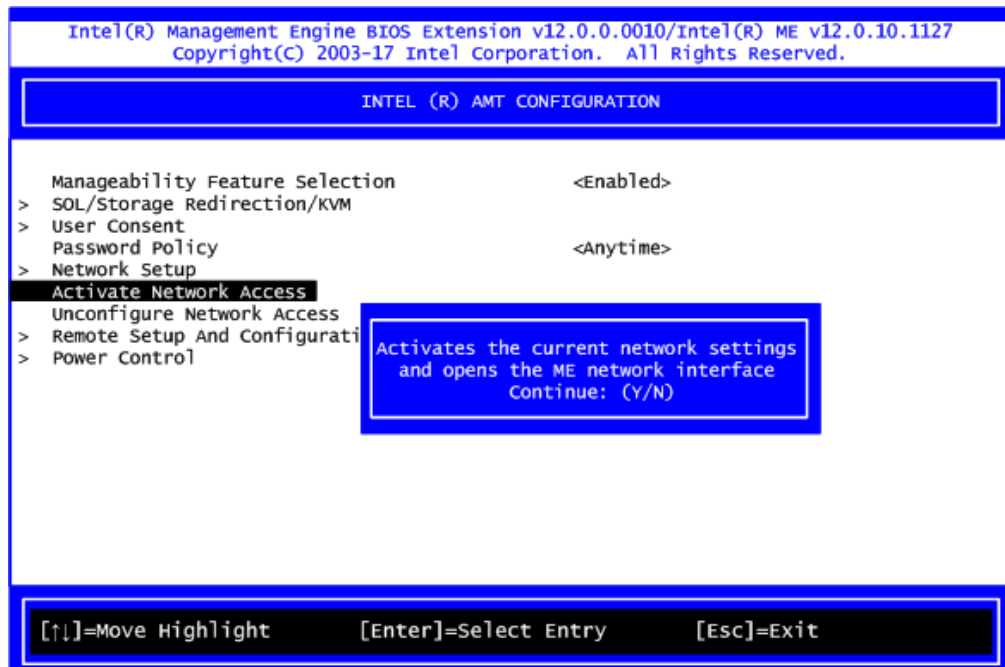 Intel(R) Management Engine BIOS Extension v12.0.0.0010/Intel(R) ME v12.0.10.1127
Copyright(C) 2003-17 Intel Corporation. All Rights Reserved.
INTEL (R) AMT CONFIGURATION
Manageability Feature Selection <Enabled>
> SOL/Storage Redirection/KVM
> User Consent
Password Policy <Anytime>
> Network Setup
Activate Network Access
Unconfigure Network Access
> Remote Setup And Configurati
> Power Control
Activates the current network settings
and opens the ME network interface
Continue: (Y/N)
[↑↓]=Move Highlight [Enter]=Select Entry [Esc]=Exit